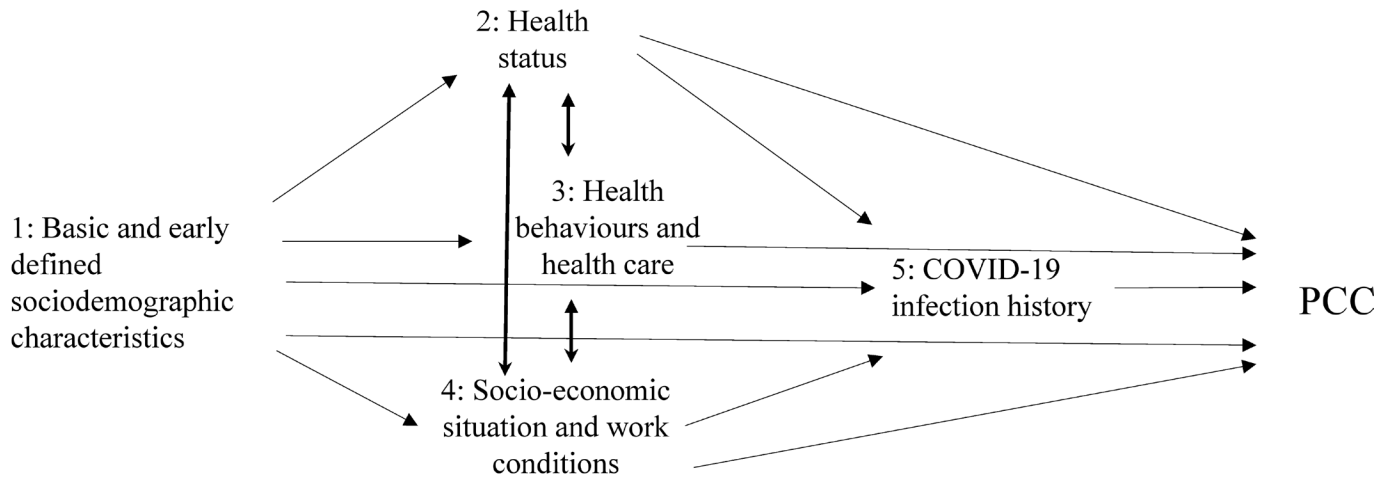 2: Health
status
3: Health
behaviours and
health care
1: Basic and early
defined
sociodemographic
characteristics
5: COVID-19
infection history
PCC
4: Socio-economic
situation and work
conditions